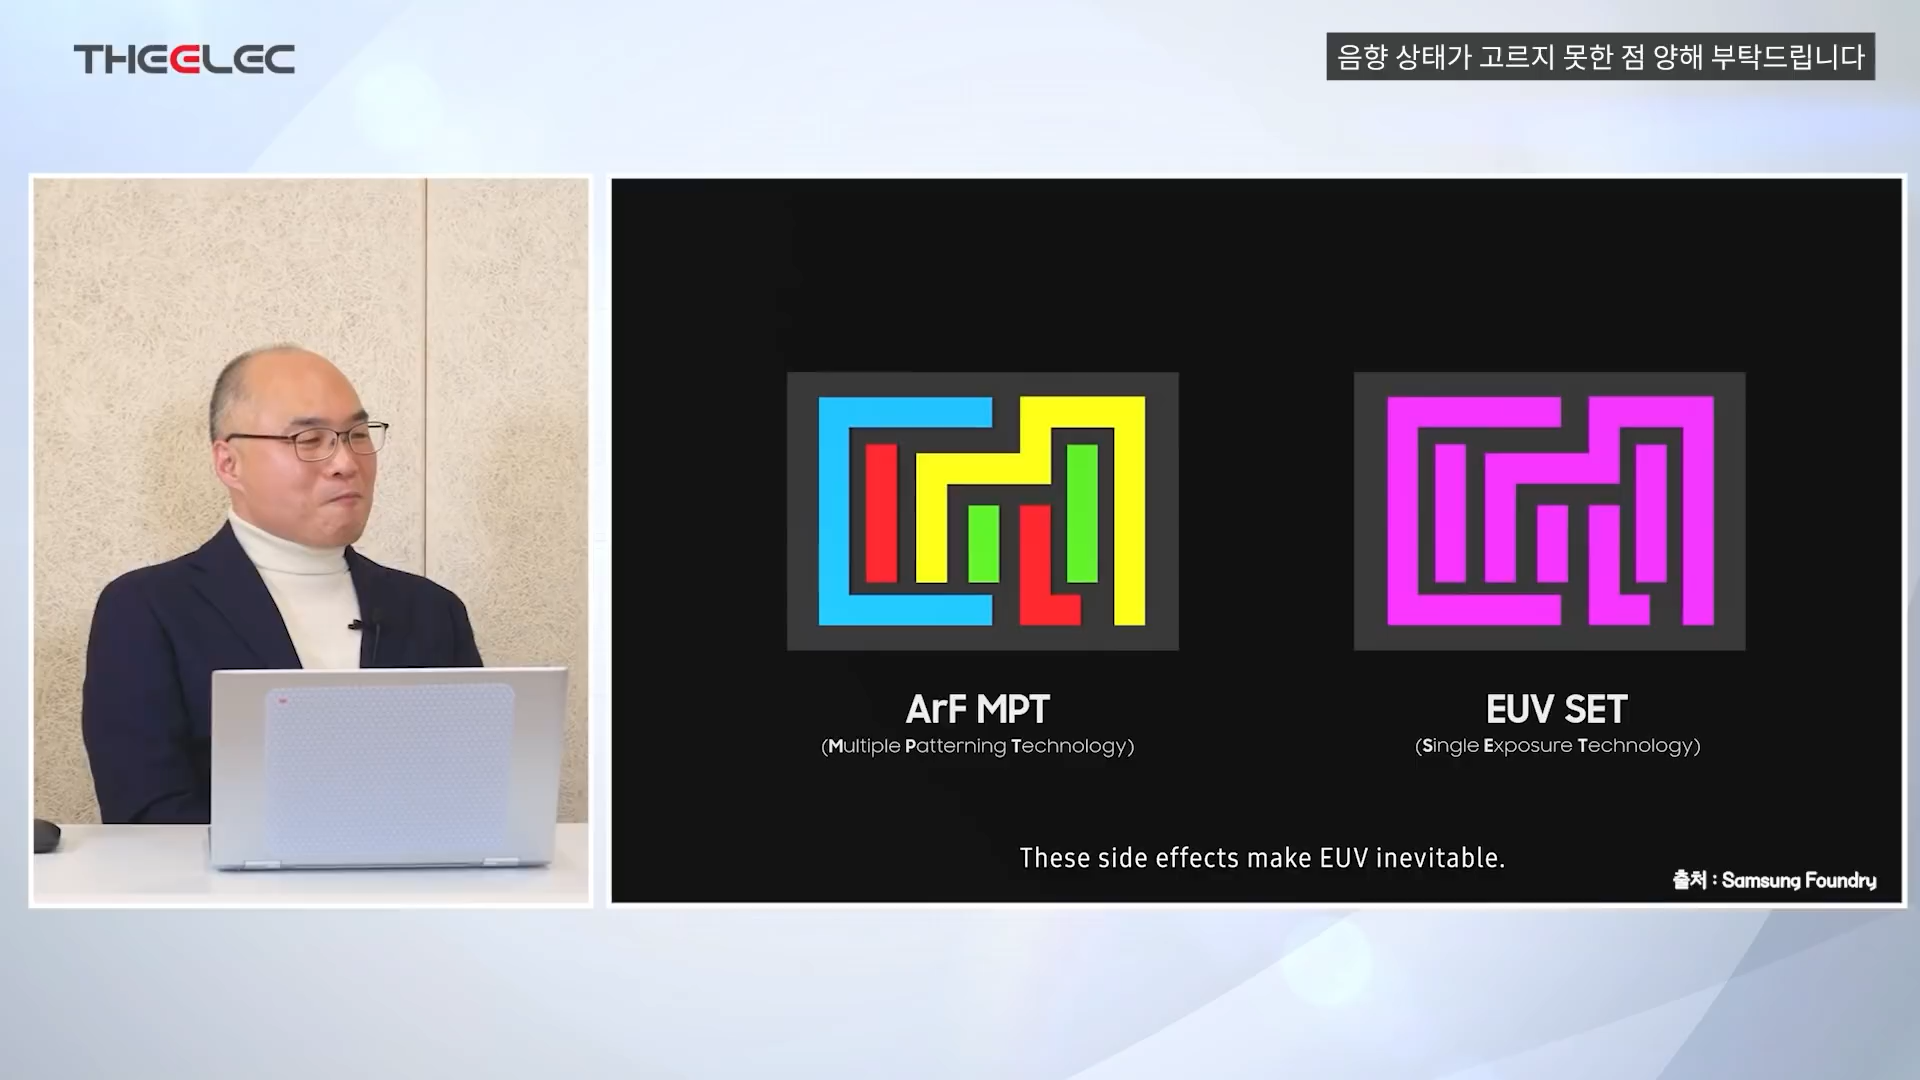 THEELEC
음향 상태가 고르지 못한 점 양해 부탁드립니다
ArF MPT
(Multiple Patterning Technology)
EUV SET
(Single Exposure Technology)
These side effects make EUV inevitable.
출처 : Samsung Foundry